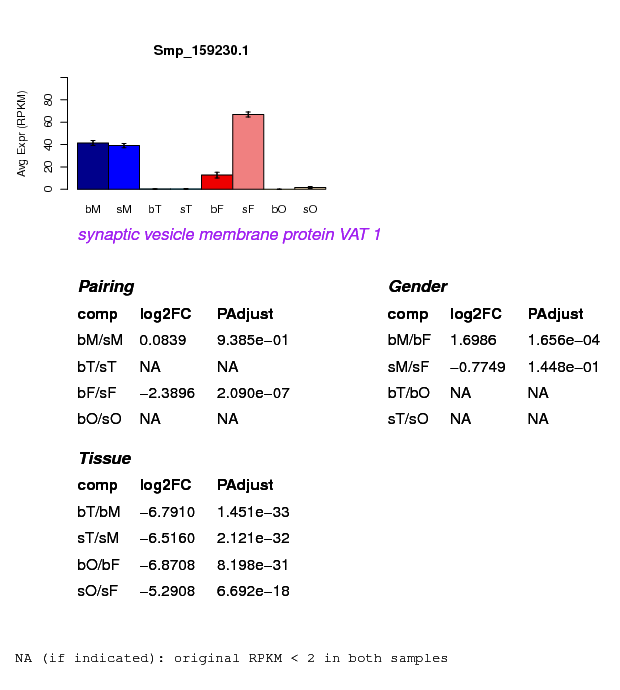 Smp_159230.1
Avg Expr (RPKM)
0 20 40 60 80
bM sM bT sT bF sF bO sO
synaptic vesicle membrane protein VAT 1
Pairing
comp log2FC PAdjust
bM/sM 0.0839 9.385e−01
bT/sT NA NA
bF/sF −2.3896 2.090e−07
bO/sO NA NA
Gender
comp log2FC PAdjust
bM/bF 1.6986 1.656e−04
sM/sF −0.7749 1.448e−01
bT/bO NA NA
sT/sO NA NA
Tissue
comp log2FC PAdjust
bT/bM −6.7910 1.451e−33
sT/sM −6.5160 2.121e−32
bO/bF −6.8708 8.198e−31
sO/sF −5.2908 6.692e−18
NA (if indicated): original RPKM < 2 in both samples